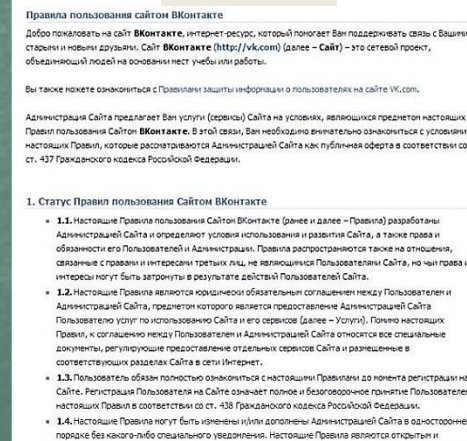 Правила пользования сайтом ВКонтакте
Добро пожаловать на сайт ВКонтакте, интернет-ресурс, который помогает Вам поддерживать связь с Вашими
старыми и новыми друзьями. Сайт ВКонтакте (http://vk.com) (далее – Сайт) – это сетевой проект,
объединяющий людей на основании мест учебы или работы.
Вы также можете ознакомиться с Правилами защиты информации о пользователях на сайте VK.com.
Администрация Сайта предлагает Вам услуги (сервисы) Сайта на условиях, являющихся предметом настоящих
Правил пользования Сайтом ВКонтакте. В этой связи, Вам необходимо внимательно ознакомиться с условиями
настоящих Правил, которые рассматриваются Администрацией Сайта как публичная оферта в соответствии со
ст. 437 Гражданского кодекса Российской Федерации.
1. Статус Правил пользования Сайтом ВКонтакте
1.1. Настоящие Правила пользования Сайтом ВКонтакте (ранее и далее – Правила) разработаны
Администрацией Сайта и определяют условия использования и развития Сайта, а также права и
обязанности его Пользователей и Администрации. Правила распространяются также на отношения,
связанные с правами и интересами третьих лиц, не являющимися Пользователями Сайта, но чьи права и
интересы могут быть затронуты в результате действий Пользователей Сайта.
1.2. Настоящие Правила являются юридически обязательным соглашением между Пользователем и
Администрацией Сайта, предметом которого является предоставление Администрацией Сайта
Пользователю услуг по использованию Сайта и его сервисов (далее – Услуги). Помимо настоящих
Правил, к соглашению между Пользователем и Администрацией Сайта относятся все специальные
документы, регулирующие предоставление отдельных сервисов Сайта и размещенные в
соответствующих разделах Сайта в сети Интернет.
1.3. Пользователь обязан полностью ознакомиться с настоящими Правилами до момента регистрации на
Сайте. Регистрация Пользователя на Сайте означает полное и безоговорочное принятие Пользователем
настоящих Правил в соответствии со ст. 438 Гражданского кодекса Российской Федерации.
1.4. Настоящие Правила могут быть изменены и/или дополнены Администрацией Сайта в одностороннем
порядке без какого-либо специального уведомления. Настоящие Правила являются открытым и